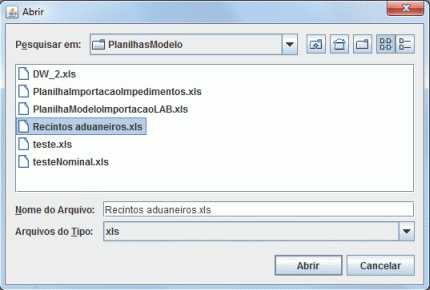 Abrir
Pesquisar em: PlanilhasModelo
DW_2.xls
PlanilhaImportacaoImpedimentos.xls
PlanilhaModeloImportacaoLAB.xls
Recintos aduaneiros.xls
teste.xls
testeNominal.xls
Nome do Arquivo: Recintos aduaneiros.xls
Arquivos do Tipo: xls
Abrir Cancelar